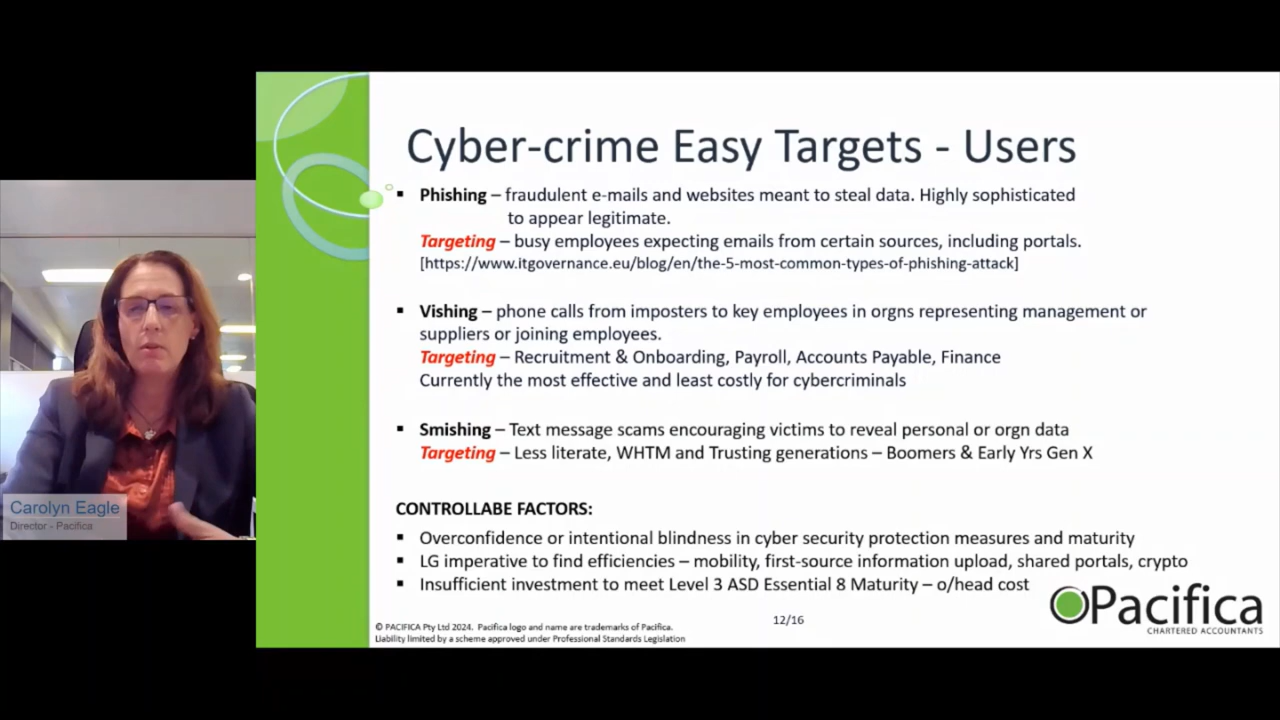 Cyber-crime Easy Targets - Users
▪ Phishing – fraudulent e-mails and websites meant to steal data. Highly sophisticated
to appear legitimate.
Targeting – busy employees expecting emails from certain sources, including portals.
[https://www.itgovernance.eu/blog/en/the-5-most-common-types-of-phishing-attack]
▪ Vishing – phone calls from imposters to key employees in orgns representing management or
suppliers or joining employees.
Targeting – Recruitment & Onboarding, Payroll, Accounts Payable, Finance
Currently the most effective and least costly for cybercriminals
▪ Smishing – Text message scams encouraging victims to reveal personal or orgn data
Targeting – Less literate, WHTM and Trusting generations – Boomers & Early Yrs Gen X
CONTROLLABE FACTORS:
▪ Overconfidence or intentional blindness in cyber security protection measures and maturity
▪ LG imperative to find efficiencies – mobility, first-source information upload, shared portals, crypto
▪ Insufficient investment to meet Level 3 ASD Essential 8 Maturity – o/head cost
© PACIFICA Pty Ltd 2024. Pacifica logo and name are trademarks of Pacifica.
Liability limited by a scheme approved under Professional Standards Legislation
12/16
Pacifica
CHARTERED ACCOUNTANTS
Carolyn Eagle
Director - Pacifica